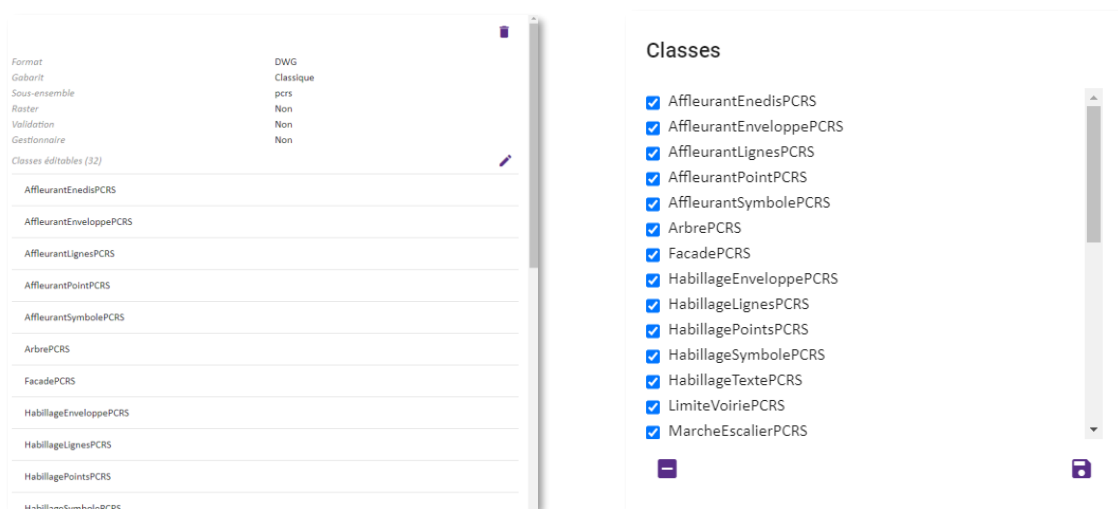 Format DWG
Gabarit Classique
Sous-ensemble pcrs
Raster Non
Validation Non
Gestionnaire Non
Classes éditables (32)
AffleurantEnedisPCRS
AffleurantEnveloppePCRS
AffleurantLignesPCRS
AffleurantPointPCRS
AffleurantSymbolePCRS
ArbrePCRS
FacadePCRS
HabillageEnveloppePCRS
HabillageLignesPCRS
HabillagePointsPCRS
HabillageSymbolePCRS
Classes
AffleurantEnedisPCRS
AffleurantEnveloppePCRS
AffleurantLignesPCRS
AffleurantPointPCRS
AffleurantSymbolePCRS
ArbrePCRS
FacadePCRS
HabillageEnveloppePCRS
HabillageLignesPCRS
HabillagePointsPCRS
HabillageSymbolePCRS
HabillageTextePCRS
LimiteVoiriePCRS
MarcheEscalierPCRS